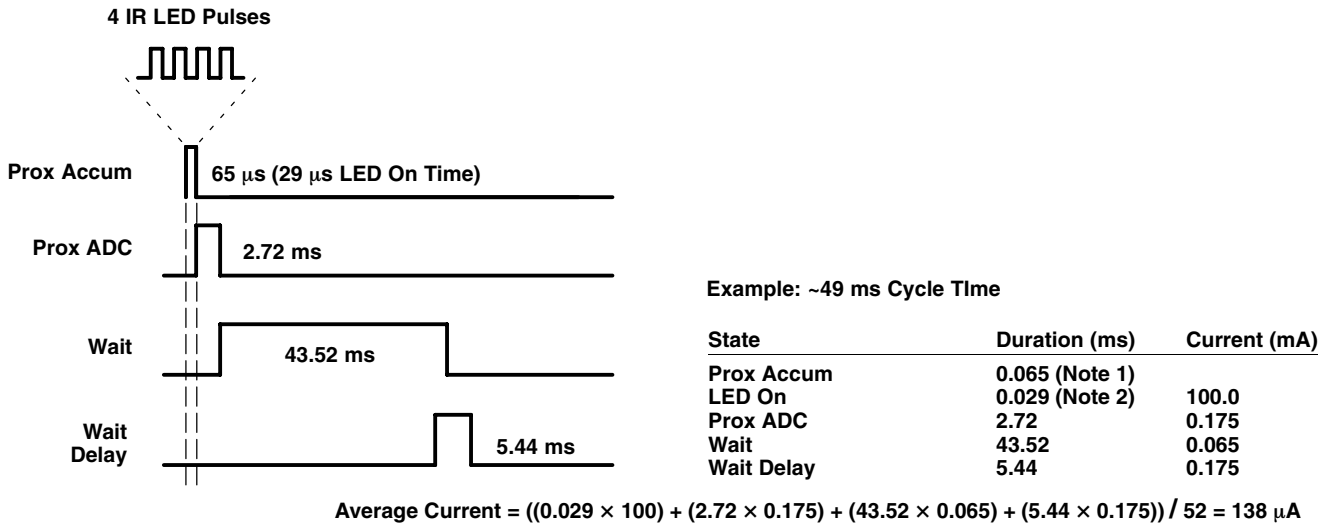 4 IR LED Pulses
Prox Accum
65 μs (29 μs LED On Time)
Prox ADC
2.72 ms
Wait
43.52 ms
Wait
Delay
5.44 ms
Example: ~49 ms Cycle TIme
State Duration (ms) Current (mA)
Prox Accum 0.065 (Note 1)
LED On 0.029 (Note 2) 100.0
Prox ADC 2.72 0.175
Wait 43.52 0.065
Wait Delay 5.44 0.175
Average Current = ((0.029 × 100) + (2.72 × 0.175) + (43.52 × 0.065) + (5.44 × 0.175)) / 52 = 138 μA